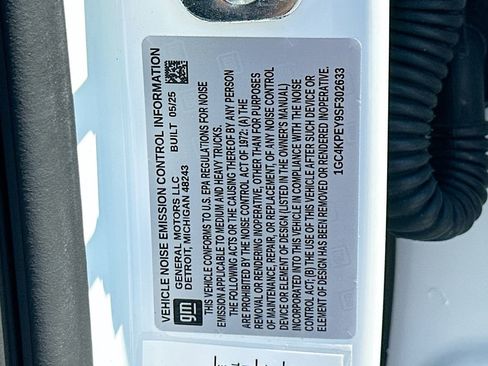 VEHICLE NOISE EMISSION CONTROL INFORMATION
gm
GENERAL MOTORS LLC BUILT 05/25
DETROIT, MICHIGAN 48243
THIS VEHICLE CONFORMS TO U.S. EPA REGULATIONS FOR NOISE
EMISSION APPLICABLE TO MEDIUM AND HEAVY TRUCKS.
THE FOLLOWING ACTS OR THE CAUSING THEREOF BY ANY PERSON
ARE PROHIBITED BY THE NOISE CONTROL ACT OF 1972: (A) THE
REMOVAL OR RENDERING INOPERATIVE, OTHER THAN FOR PURPOSES
OF MAINTENANCE, REPAIR, OR REPLACEMENT, OF ANY NOISE CONTROL
DEVICE OR ELEMENT OF DESIGN (LISTED IN THE OWNER'S MANUAL)
INCORPORATED INTO THIS VEHICLE IN COMPLIANCE WITH THE NOISE
CONTROL ACT; (B) THE USE OF THIS VEHICLE AFTER SUCH DEVICE OR
ELEMENT OF DESIGN HAS BEEN REMOVED OR RENDERED INOPERATIVE.
1GC4KPEY9SF302633